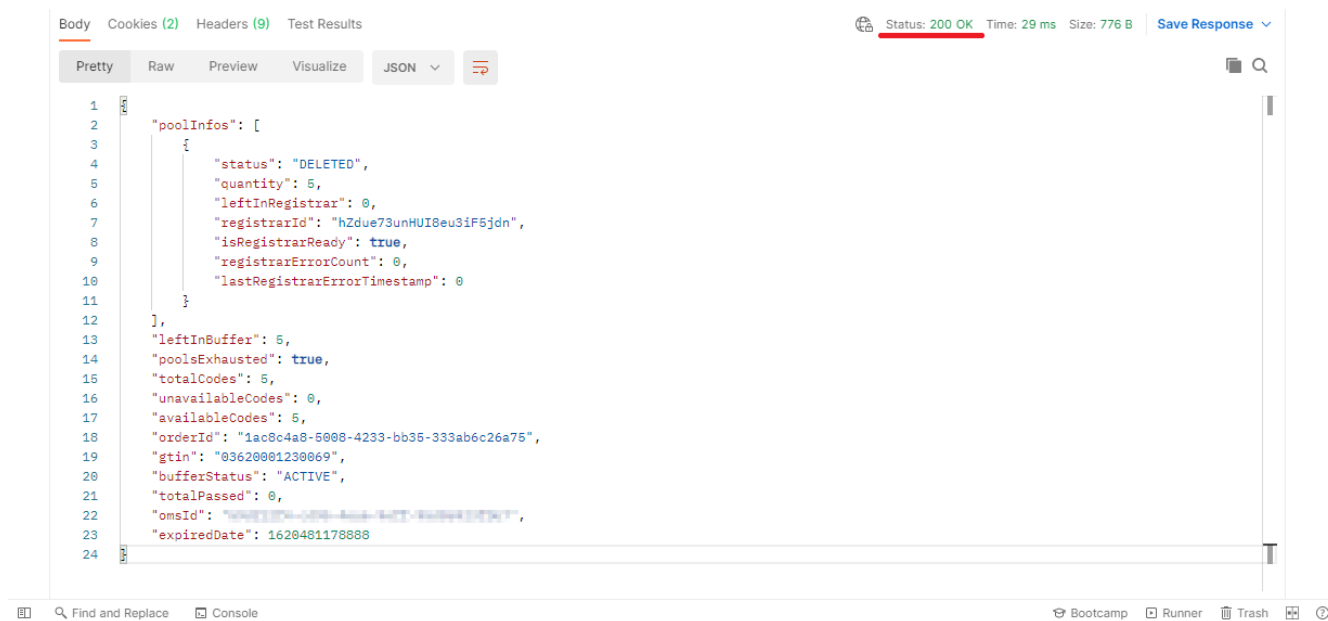 Body Cookies (2) Headers (9) Test Results Status: 200 OK Time: 29 ms Size: 776 B Save Response
Pretty Raw Preview Visualize JSON
1 {
2 "poolInfos": [
3 {
4 "status": "DELETED",
5 "quantity": 5,
6 "leftInRegistrar": 0,
7 "registrarId": "hZdue73unHUI8eu3iF5jdn",
8 "isRegistrarReady": true,
9 "registrarErrorCount": 0,
10 "lastRegistrarErrorTimestamp": 0
11 }
12 ],
13 "leftInBuffer": 5,
14 "poolsExhausted": true,
15 "totalCodes": 5,
16 "unavailableCodes": 0,
17 "availableCodes": 5,
18 "orderId": "1ac8c4a8-5008-4233-bb35-333ab6c26a75",
19 "gtin": "03620001230069",
20 "bufferStatus": "ACTIVE",
21 "totalPassed": 0,
22 "omsId": " ",
23 "expiredDate": 1620481178888
24 }
Find and Replace Console Bootcamp Runner Trash